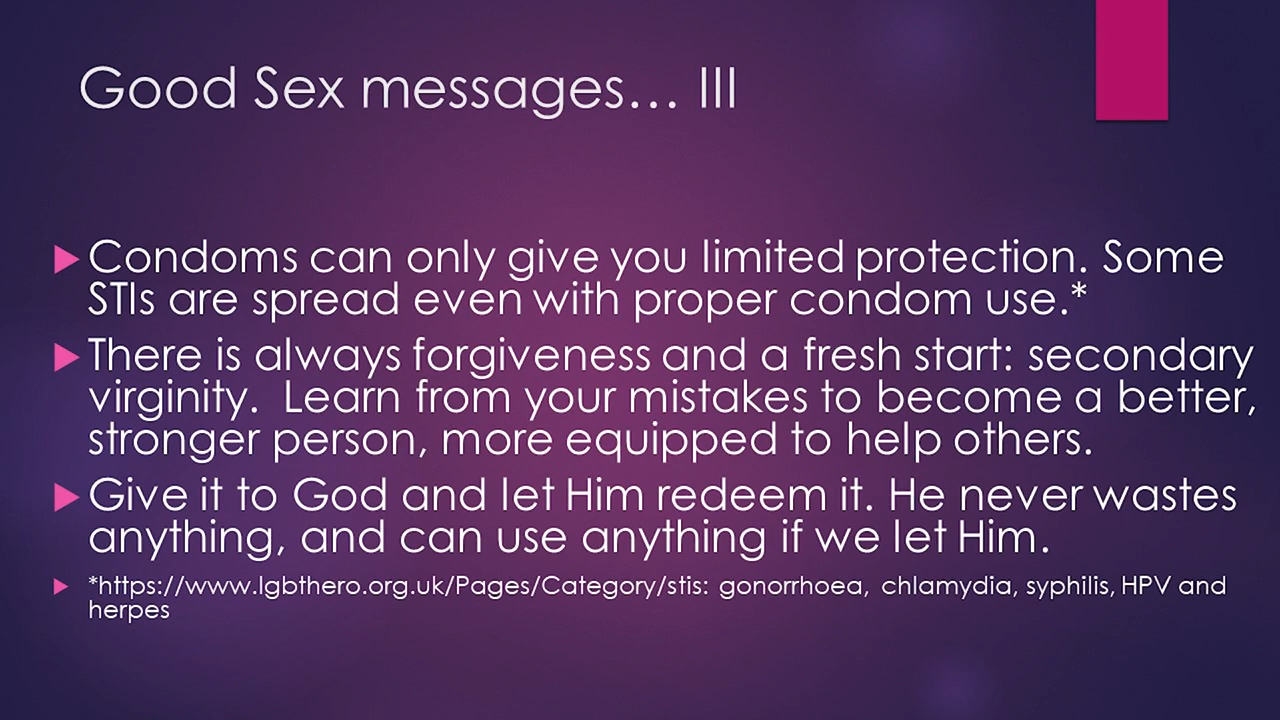 Good Sex messages... III
Condoms can only give you limited protection. Some
STIs are spread even with proper condom use.*
There is always forgiveness and a fresh start: secondary
virginity.  Learn from your mistakes to become a better,
stronger person, more equipped to help others.
Give it to God and let Him redeem it. He never wastes
anything, and can use anything if we let Him.
*https://www.lgbthero.org.uk/Pages/Category/stis: gonorrhoea, chlamydia, syphilis, HPV and
herpes